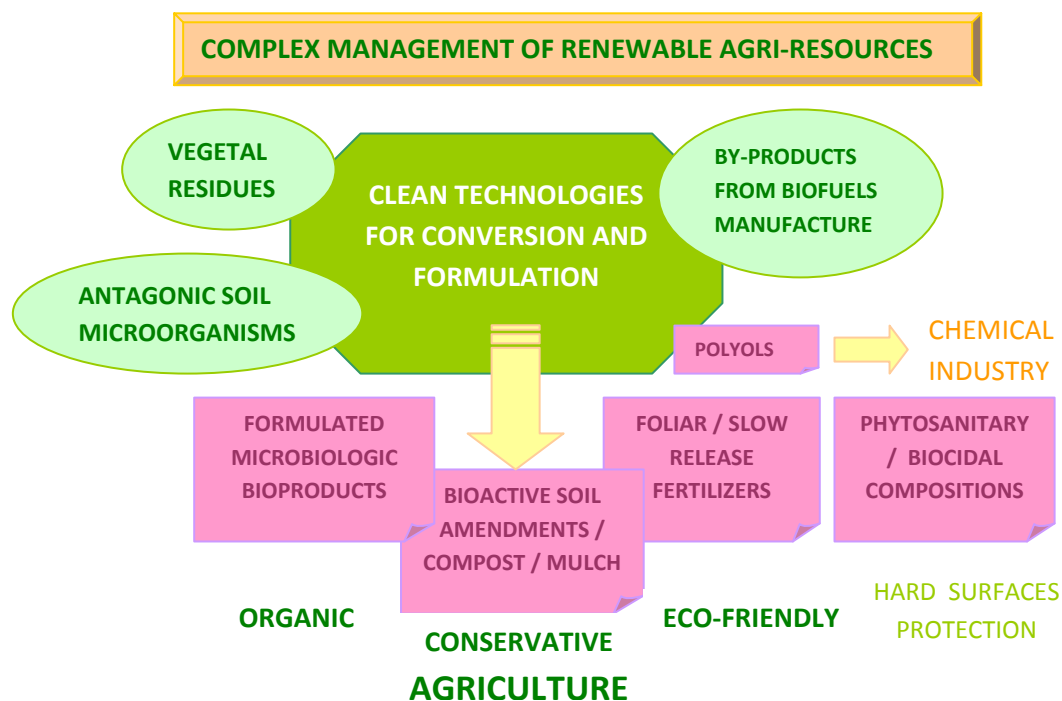 COMPLEX MANAGEMENT OF RENEWABLE AGRI-RESOURCES
VEGETAL
RESIDUES
CLEAN TECHNOLOGIES
FOR CONVERSION AND
FORMULATION
BY-PRODUCTS
FROM BIOFUELS
MANUFACTURE
ANTAGONIC SOIL
MICROORGANISMS
POLYOLS
CHEMICAL
INDUSTRY
FORMULATED
MICROBIOLOGIC
BIOPRODUCTS
BIOACTIVE SOIL
AMENDMENTS /
COMPOST / MULCH
FOLIAR / SLOW
RELEASE
FERTILIZERS
PHYTOSANITARY
/ BIOCIDAL
COMPOSITIONS
ORGANIC
CONSERVATIVE
ECO-FRIENDLY
HARD SURFACES
PROTECTION
AGRICULTURE